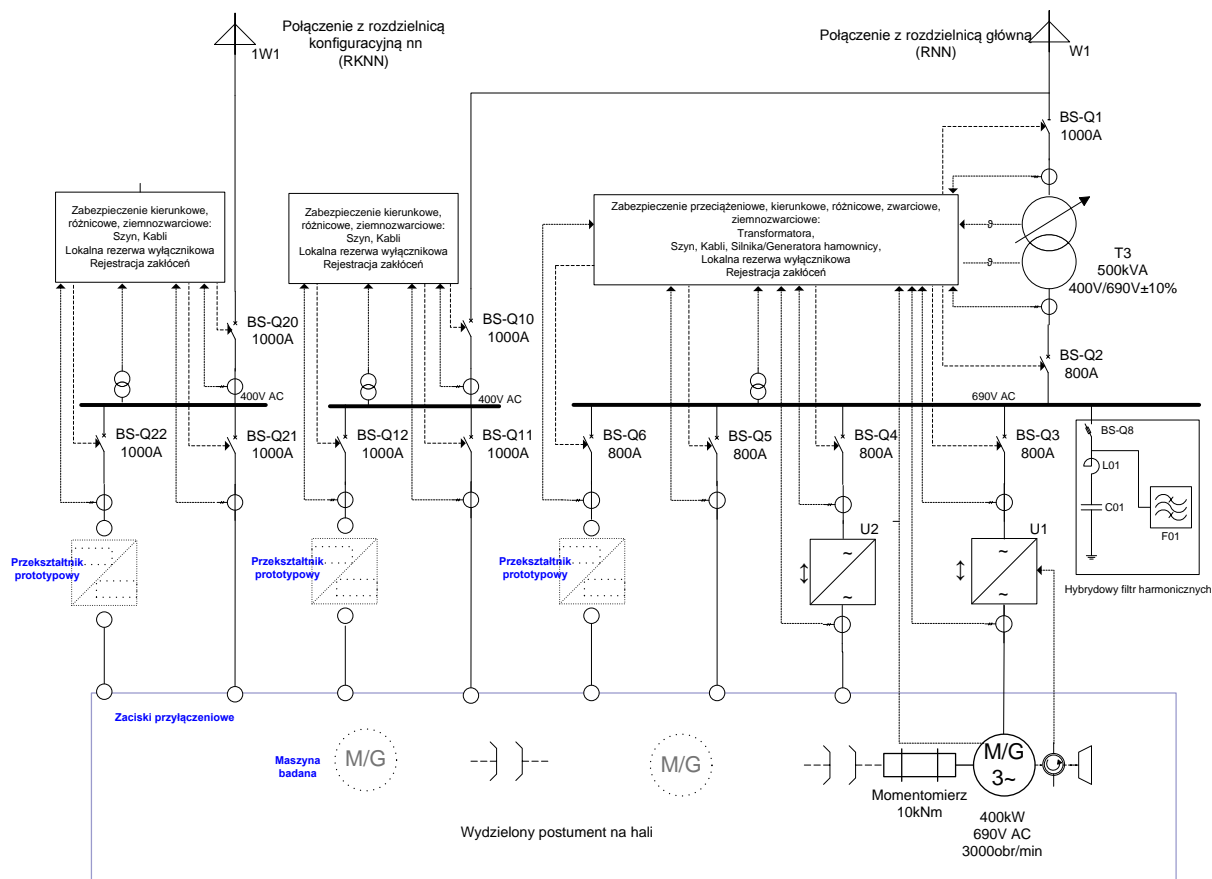 Połączenie z rozdzielnicą
konfiguracyjną nn
(RKNN)
1W1
Połączenie z rozdzielnicą główną
(RNN)
W1
BS-Q1
1000A
Zabezpieczenie kierunkowe,
różnicowe, ziemnozwarciowe:
Szyn, Kabli
Lokalna rezerwa wyłącznikowa
Rejestracja zakłóceń
Zabezpieczenie kierunkowe,
różnicowe, ziemnozwarciowe:
Szyn, Kabli
Lokalna rezerwa wyłącznikowa
Rejestracja zakłóceń
Zabezpieczenie przeciążeniowe, kierunkowe, różnicowe, zwarciowe,
ziemnozwarciowe:
Transformatora,
Szyn, Kabli, Silnika/Generatora hamownicy,
Lokalna rezerwa wyłącznikowa
Rejestracja zakłóceń
ϑ
ϑ
T3
500kVA
400V/690V±10%
BS-Q20
1000A
BS-Q10
1000A
BS-Q2
800A
400V AC
400V AC
690V AC
BS-Q22
1000A
BS-Q21
1000A
BS-Q12
1000A
BS-Q11
1000A
BS-Q6
800A
BS-Q5
800A
BS-Q4
800A
BS-Q3
800A
BS-Q8
L01
C01
F01
Hybrydowy filtr harmonicznych
Przekształtnik
prototypowy
Przekształtnik
prototypowy
Przekształtnik
prototypowy
U2
~
~
U1
~
~
Zaciski przyłączeniowe
Maszyna
badana
M/G
M/G
M/G
3~
Momentomierz
10kNm
400kW
690V AC
3000obr/min
Wydzielony postument na hali